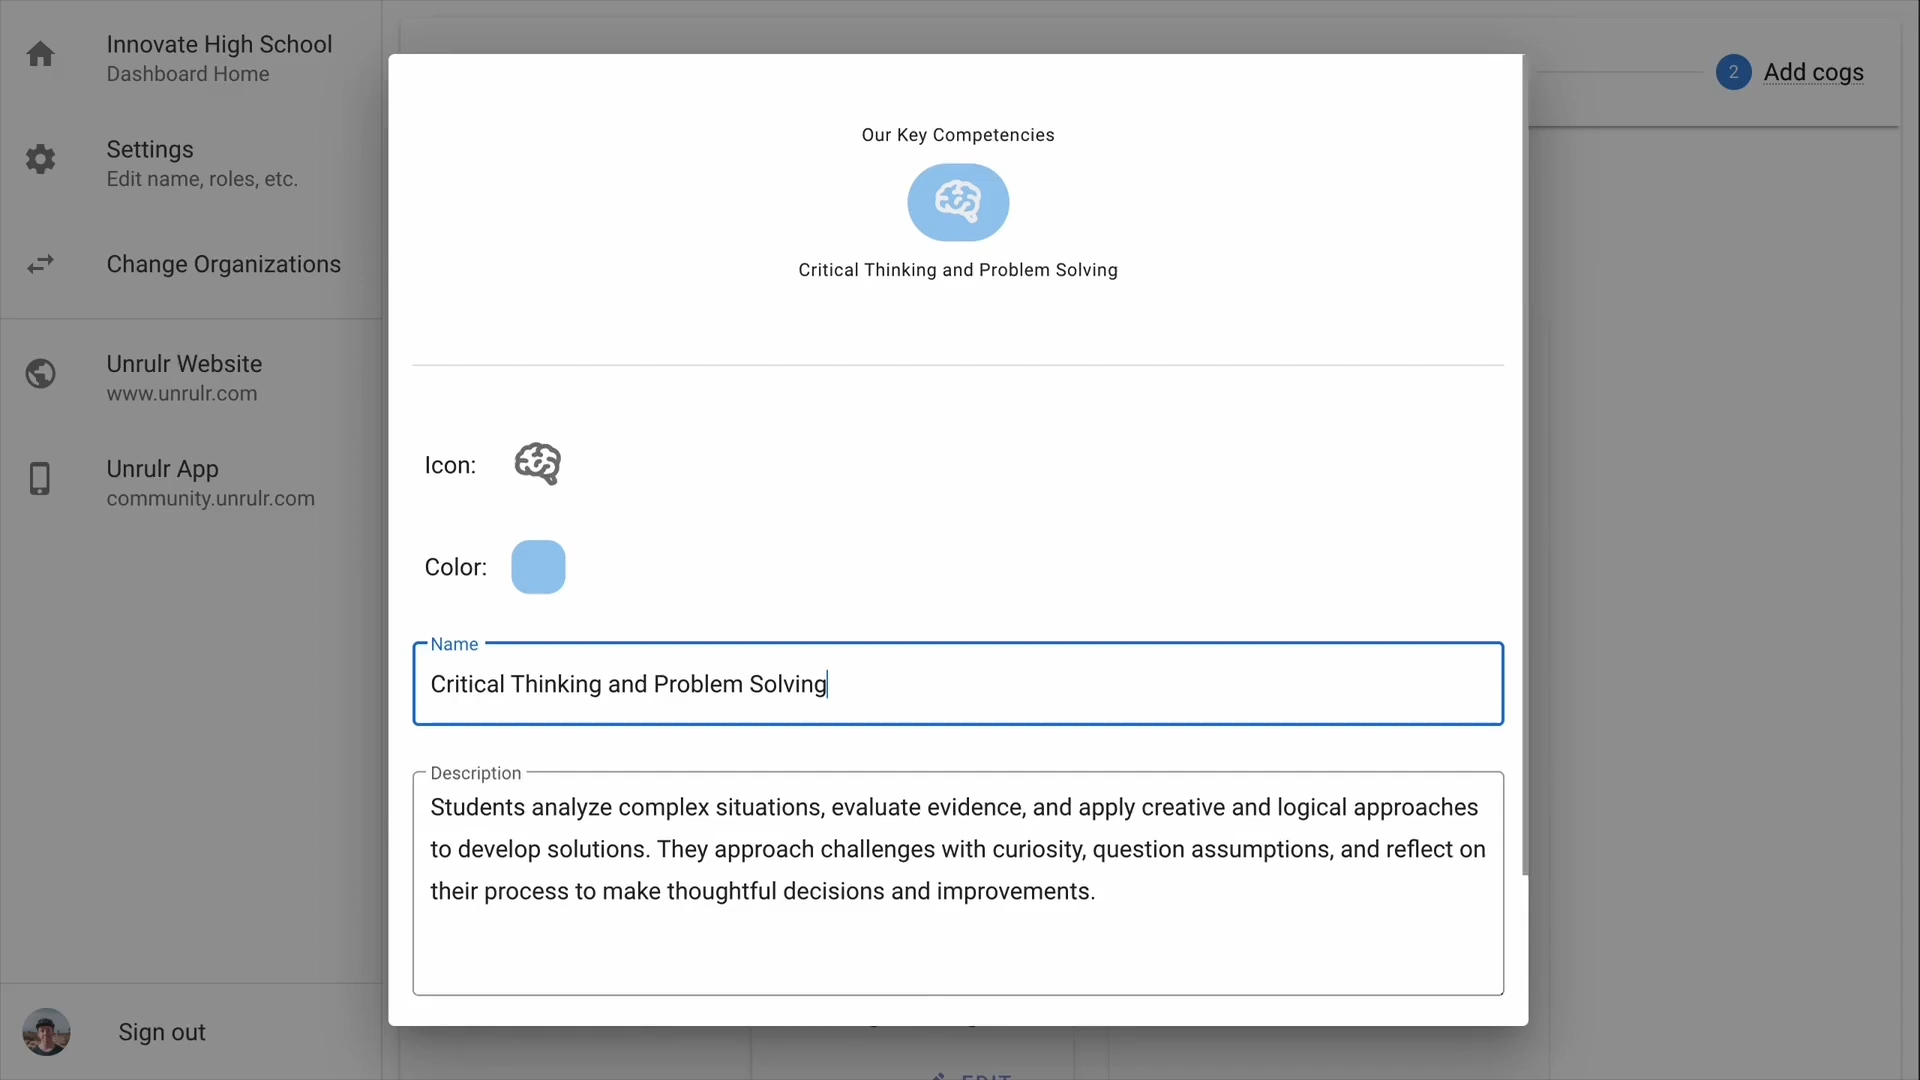 Innovate High School
Dashboard Home
Settings
Edit name, roles, etc.
Change Organizations
Unrulr Website
www.unrulr.com
Unrulr App
community.unrulr.com
Sign out
2 Add cogs
Our Key Competencies
Critical Thinking and Problem Solving
Icon:
Color:
Name
Critical Thinking and Problem Solving
Description
Students analyze complex situations, evaluate evidence, and apply creative and logical approaches
to develop solutions. They approach challenges with curiosity, question assumptions, and reflect on
their process to make thoughtful decisions and improvements.
EDIT